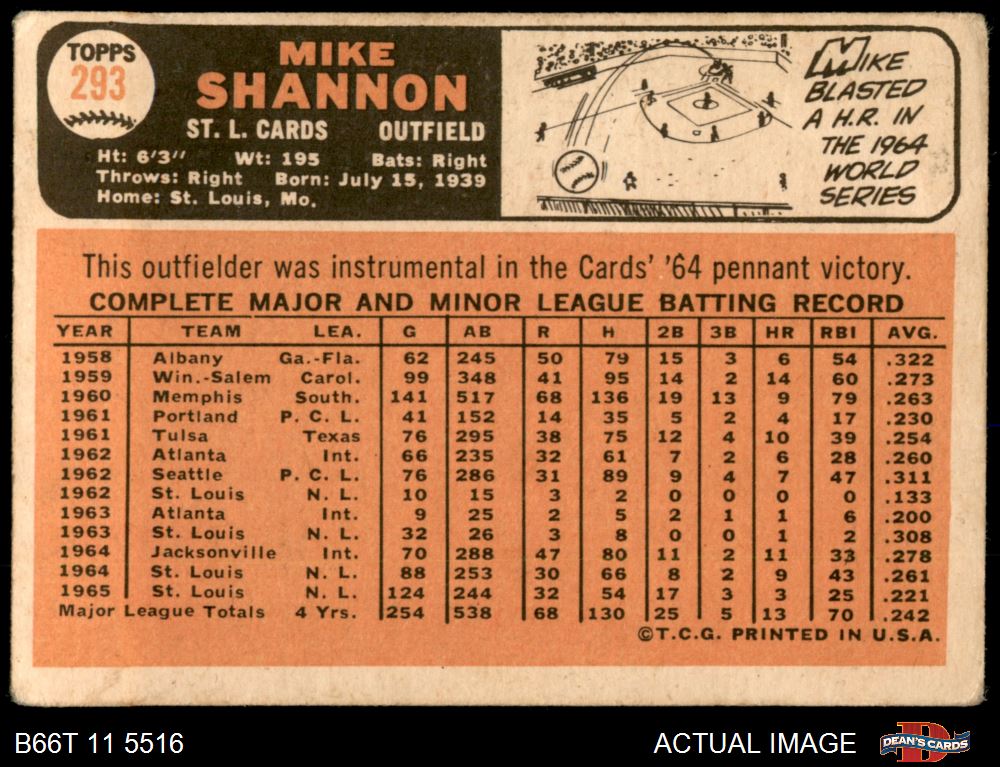 TOPPS
293
MIKE
SHANNON
ST. L. CARDS OUTFIELD
Ht: 6'3" Wt: 195 Bats: Right
Throws: Right Born: July 15, 1939
Home: St. Louis, Mo.
MIKE
BLASTED
A H.R. IN
THE 1964
WORLD
SERIES
This outfielder was instrumental in the Cards' '64 pennant victory.
COMPLETE MAJOR AND MINOR LEAGUE BATTING RECORD
YEAR TEAM LEA. G AB R H 2B 3B HR RBI AVG.
1958 Albany Ga.-Fla. 62 245 50 79 15 3 6 54 .322
1959 Win.-Salem Carol. 99 348 41 95 14 2 14 60 .273
1960 Memphis South. 141 517 68 136 19 13 9 79 .263
1961 Portland P. C. L. 41 152 14 35 5 2 4 17 .230
1961 Tulsa Texas 76 295 38 75 12 4 10 39 .254
1962 Atlanta Int. 66 235 32 61 7 2 6 28 .260
1962 Seattle P. C. L. 76 286 31 89 9 4 7 47 .311
1962 St. Louis N. L. 10 15 3 2 0 0 0 0 .133
1963 Atlanta Int. 9 25 2 5 2 1 1 6 .200
1963 St. Louis N. L. 32 26 3 8 0 0 1 2 .308
1964 Jacksonville Int. 70 288 47 80 11 2 11 33 .278
1964 St. Louis N. L. 88 253 30 66 8 2 9 43 .261
1965 St. Louis N. L. 124 244 32 54 17 3 3 25 .221
Major League Totals 4 Yrs. 254 538 68 130 25 5 13 70 .242
©T.C.G. PRINTED IN U.S.A.
B66T 11 5516 ACTUAL IMAGE D DEAN'S CARDS